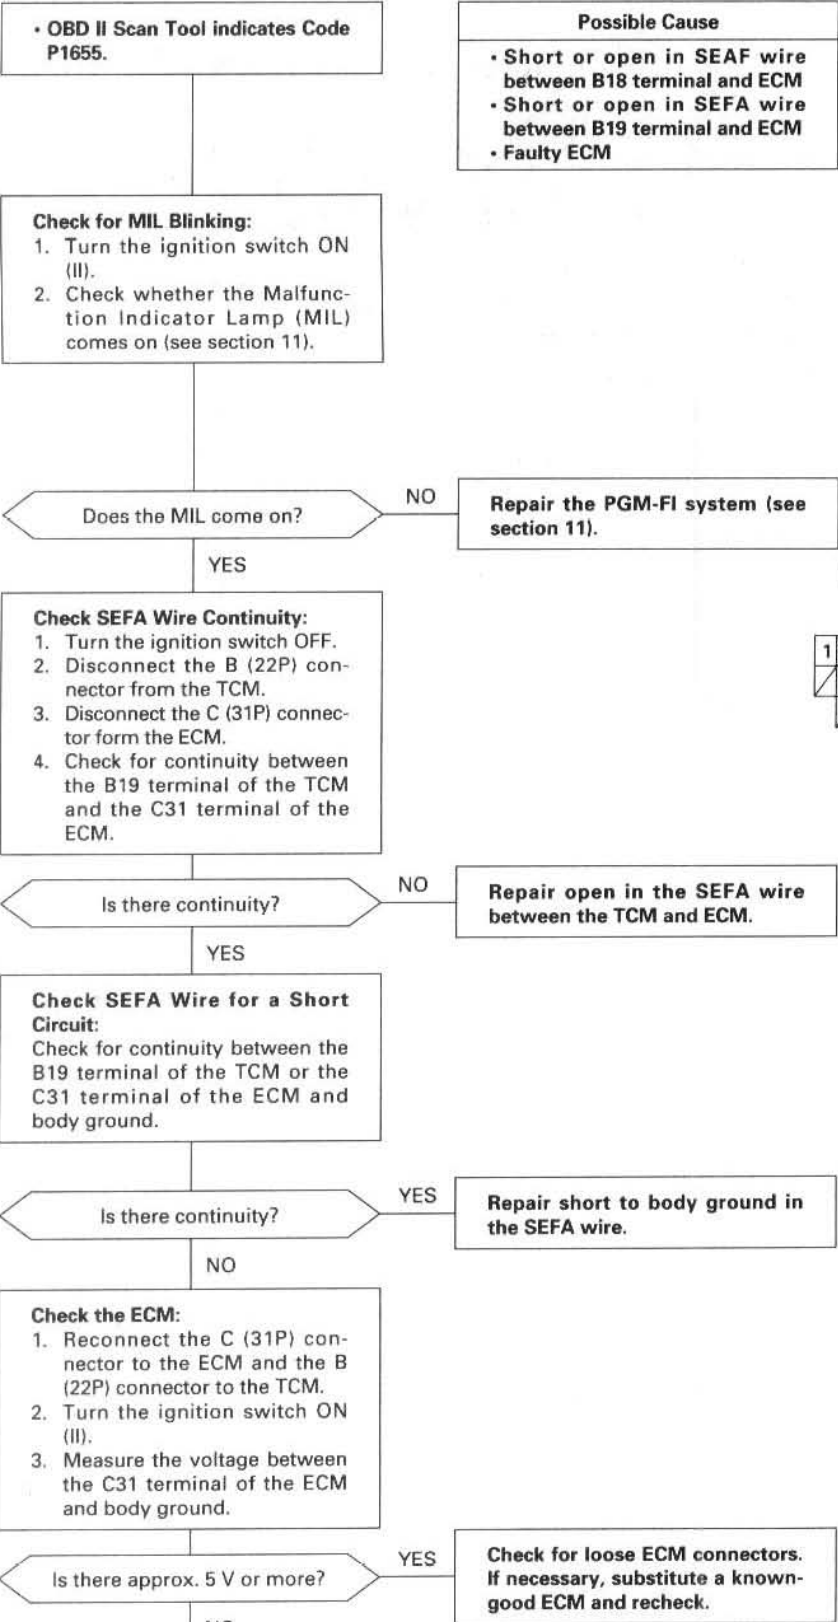 • OBD II Scan Tool indicates Code
P1655.
Possible Cause
• Short or open in SEAF wire
between B18 terminal and ECM
• Short or open in SEFA wire
between B19 terminal and ECM
• Faulty ECM
Check for MIL Blinking:
1. Turn the ignition switch ON
(II).
2. Check whether the Malfunc-
tion Indicator Lamp (MIL)
comes on (see section 11).
Does the MIL come on?
NO
Repair the PGM-FI system (see
section 11).
YES
Check SEFA Wire Continuity:
1. Turn the ignition switch OFF.
2. Disconnect the B (22P) con-
nector from the TCM.
3. Disconnect the C (31P) connec-
tor form the ECM.
4. Check for continuity between
the B19 terminal of the TCM
and the C31 terminal of the
ECM.
1
Is there continuity?
NO
Repair open in the SEFA wire
between the TCM and ECM.
YES
Check SEFA Wire for a Short
Circuit:
Check for continuity between the
B19 terminal of the TCM or the
C31 terminal of the ECM and
body ground.
Is there continuity?
YES
Repair short to body ground in
the SEFA wire.
NO
Check the ECM:
1. Reconnect the C (31P) con-
nector to the ECM and the B
(22P) connector to the TCM.
2. Turn the ignition switch ON
(II).
3. Measure the voltage between
the C31 terminal of the ECM
and body ground.
Is there approx. 5 V or more?
YES
Check for loose ECM connectors.
If necessary, substitute a known-
good ECM and recheck.